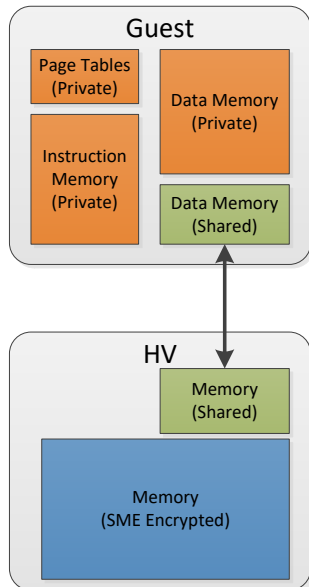 Guest
Page Tables
(Private)
Instruction
Memory
(Private)
Data Memory
(Private)
Data Memory
(Shared)
HV
Memory
(Shared)
Memory
(SME Encrypted)